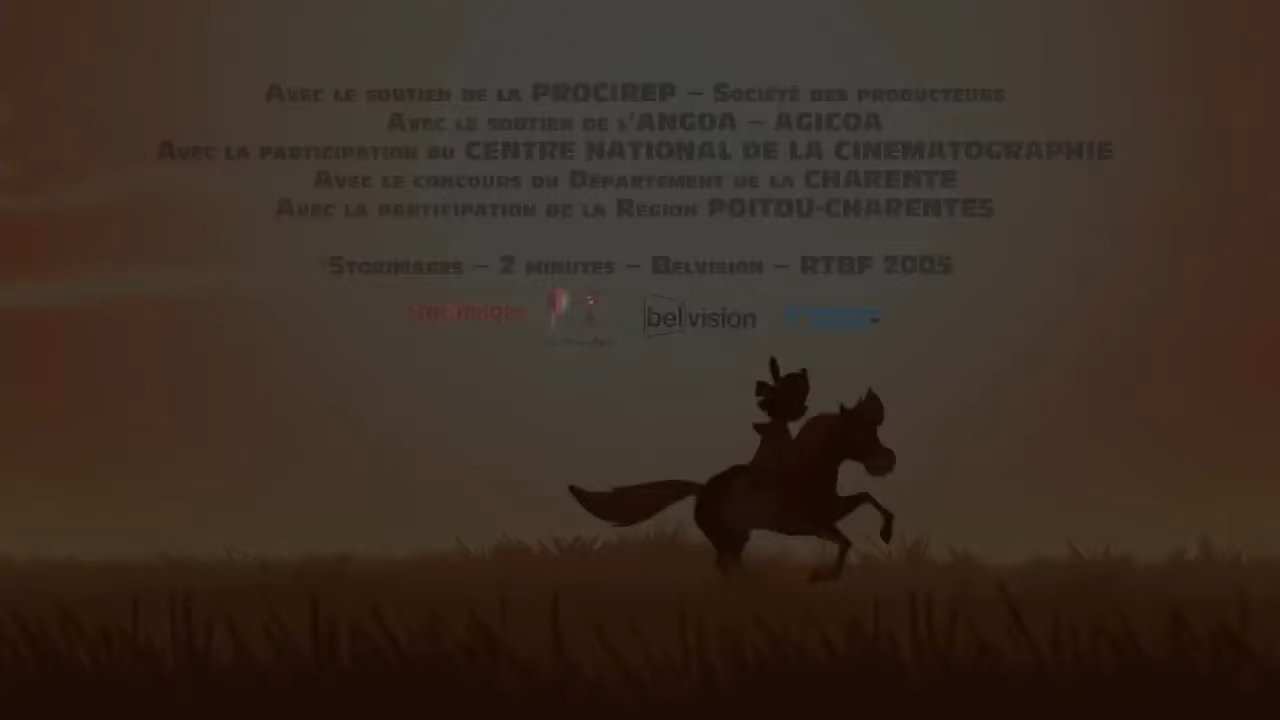 Avec le soutien de la PROCIREP – Société des producteurs
Avec le soutien de l'ANGOA – AGICOA
Avec la participation du CENTRE NATIONAL DE LA CINEMATOGRAPHIE
Avec le concours du Département de la CHARENTE
Avec la participation de la Region POITOU-CHARENTES
Storimages – 2 minutes – Belvision – RTBF 2005
storimages
belvision